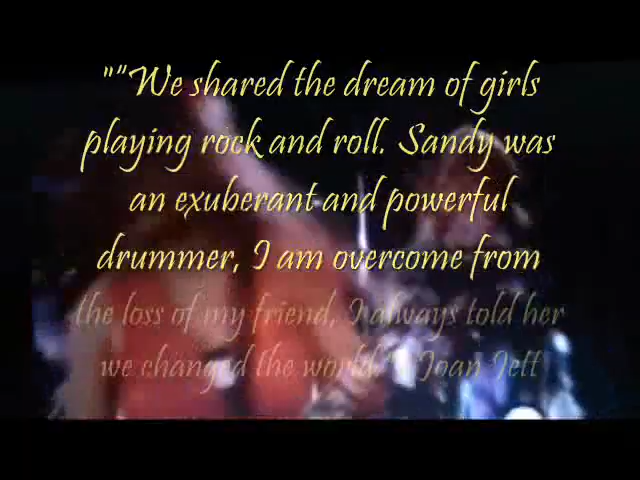 "“We shared the dream of girls
playing rock and roll. Sandy was
an exuberant and powerful
drummer, I am overcome from
the loss of my friend, I always told her
we changed the world." Joan Jett